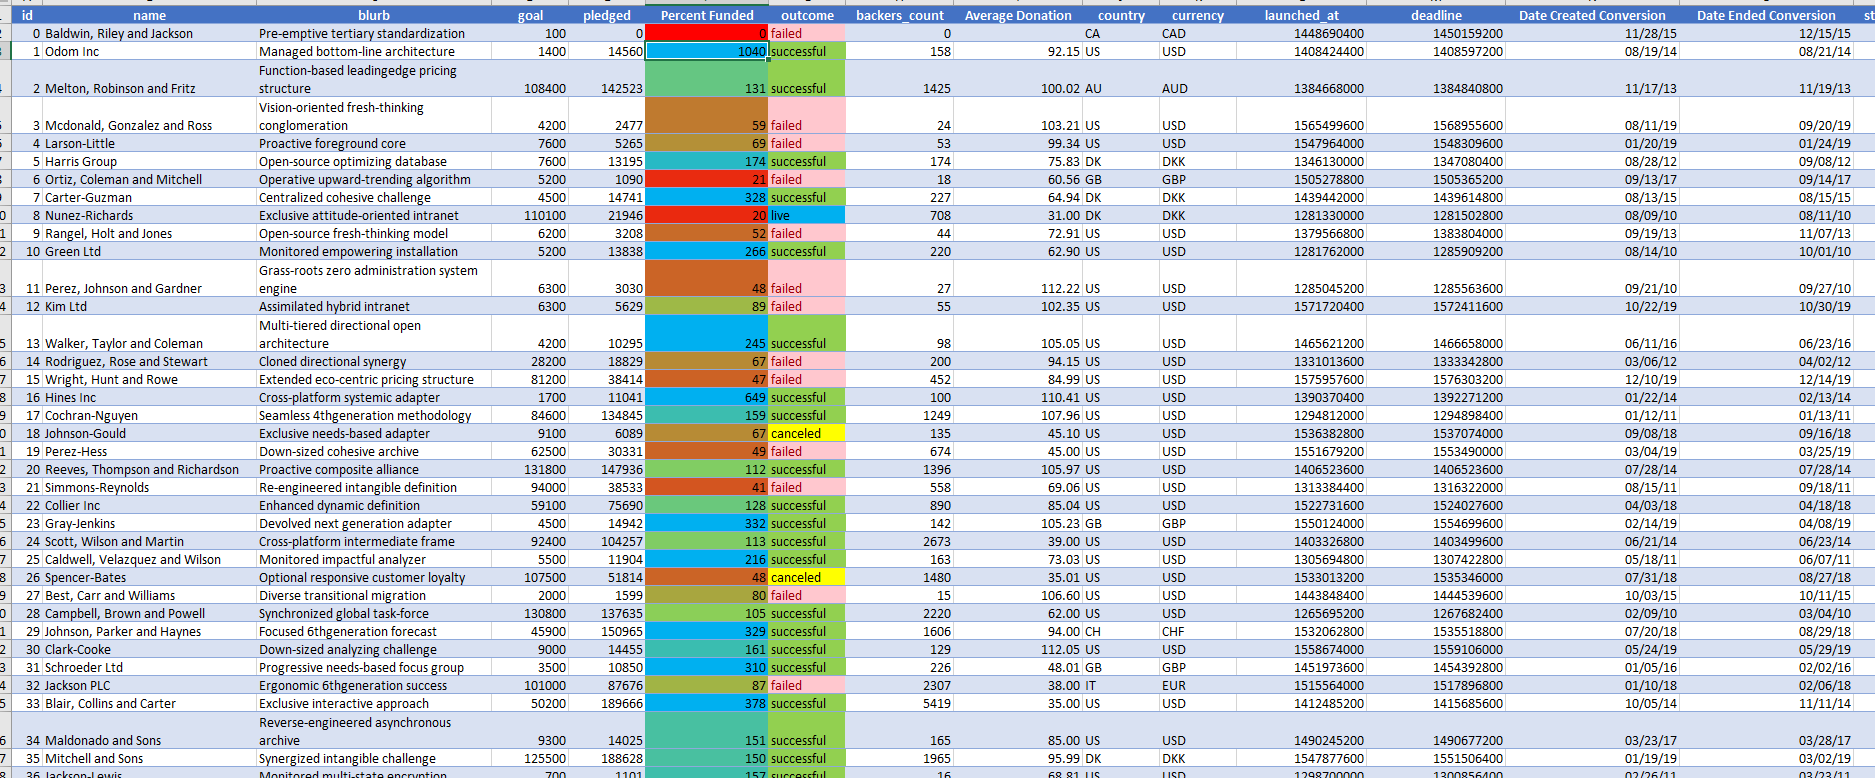 id name blurb goal pledged Percent Funded outcome backers_count Average Donation country currency launched_at deadline Date Created Conversion Date Ended Conversion
0 Baldwin, Riley and Jackson Pre-emptive tertiary standardization 100 0 0 failed 0 CA CAD 1448690400 1450159200 11/28/15 12/15/15
1 Odom Inc Managed bottom-line architecture 1400 14560 1040 successful 158 92.15 US USD 1408424400 1408597200 08/19/14 08/21/14
Function-based leadingedge pricing
2 Melton, Robinson and Fritz structure 108400 142523 131 successful 1425 100.02 AU AUD 1384668000 1384840800 11/17/13 11/19/13
Vision-oriented fresh-thinking
3 Mcdonald, Gonzalez and Ross conglomeration 4200 2477 59 failed 24 103.21 US USD 1565499600 1568955600 08/11/19 09/20/19
4 Larson-Little Proactive foreground core 7600 5265 69 failed 53 99.34 US USD 1547964000 1548309600 01/20/19 01/24/19
5 Harris Group Open-source optimizing database 7600 13195 174 successful 174 75.83 DK DKK 1346130000 1347080400 08/28/12 09/08/12
6 Ortiz, Coleman and Mitchell Operative upward-trending algorithm 5200 1090 21 failed 18 60.56 GB GBP 1505278800 1505365200 09/13/17 09/14/17
7 Carter-Guzman Centralized cohesive challenge 4500 14741 328 successful 227 64.94 DK DKK 1439442000 1439614800 08/13/15 08/15/15
8 Nunez-Richards Exclusive attitude-oriented intranet 110100 21946 20 live 708 31.00 DK DKK 1281330000 1281502800 08/09/10 08/11/10
9 Rangel, Holt and Jones Open-source fresh-thinking model 6200 3208 52 failed 44 72.91 US USD 1379566800 1383804000 09/19/13 11/07/13
10 Green Ltd Monitored empowering installation 5200 13838 266 successful 220 62.90 US USD 1281762000 1285909200 08/14/10 10/01/10
Grass-roots zero administration system
11 Perez, Johnson and Gardner engine 6300 3030 48 failed 27 112.22 US USD 1285045200 1285563600 09/21/10 09/27/10
12 Kim Ltd Assimilated hybrid intranet 6300 5629 89 failed 55 102.35 US USD 1571720400 1572411600 10/22/19 10/30/19
Multi-tiered directional open
13 Walker, Taylor and Coleman architecture 4200 10295 245 successful 98 105.05 US USD 1465621200 1466658000 06/11/16 06/23/16
14 Rodriguez, Rose and Stewart Cloned directional synergy 28200 18829 67 failed 200 94.15 US USD 1331013600 1333342800 03/06/12 04/02/12
15 Wright, Hunt and Rowe Extended eco-centric pricing structure 81200 38414 47 failed 452 84.99 US USD 1575957600 1576303200 12/10/19 12/14/19
16 Hines Inc Cross-platform systemic adapter 1700 11041 649 successful 100 110.41 US USD 1390370400 1392271200 01/22/14 02/13/14
17 Cochran-Nguyen Seamless 4thgeneration methodology 84600 134845 159 successful 1249 107.96 US USD 1294812000 1294898400 01/12/11 01/13/11
18 Johnson-Gould Exclusive needs-based adapter 9100 6089 67 canceled 135 45.10 US USD 1536382800 1537074000 09/08/18 09/16/18
19 Perez-Hess Down-sized cohesive archive 62500 30331 49 failed 674 45.00 US USD 1551679200 1553490000 03/04/19 03/25/19
20 Reeves, Thompson and Richardson Proactive composite alliance 131800 147936 112 successful 1396 105.97 US USD 1406523600 1406523600 07/28/14 07/28/14
21 Simmons-Reynolds Re-engineered intangible definition 94000 38533 41 failed 558 69.06 US USD 1313384400 1316322000 08/15/11 09/18/11
22 Collier Inc Enhanced dynamic definition 59100 75690 128 successful 890 85.04 US USD 1522731600 1524027600 04/03/18 04/18/18
23 Gray-Jenkins Devolved next generation adapter 4500 14942 332 successful 142 105.23 GB GBP 1550124000 1554699600 02/14/19 04/08/19
24 Scott, Wilson and Martin Cross-platform intermediate frame 92400 104257 113 successful 2673 39.00 US USD 1403326800 1403499600 06/21/14 06/23/14
25 Caldwell, Velazquez and Wilson Monitored impactful analyzer 5500 11904 216 successful 163 73.03 US USD 1305694800 1307422800 05/18/11 06/07/11
26 Spencer-Bates Optional responsive customer loyalty 107500 51814 48 canceled 1480 35.01 US USD 1533013200 1535346000 07/31/18 08/27/18
27 Best, Carr and Williams Diverse transitional migration 2000 1599 80 failed 15 106.60 US USD 1443848400 1444539600 10/03/15 10/11/15
28 Campbell, Brown and Powell Synchronized global task-force 130800 137635 105 successful 2220 62.00 US USD 1265695200 1267682400 02/09/10 03/04/10
29 Johnson, Parker and Haynes Focused 6thgeneration forecast 45900 150965 329 successful 1606 94.00 CH CHF 1532062800 1535518800 07/20/18 08/29/18
30 Clark-Cooke Down-sized analyzing challenge 9000 14455 161 successful 129 112.05 US USD 1558674000 1559106000 05/24/19 05/29/19
31 Schroeder Ltd Progressive needs-based focus group 3500 10850 310 successful 226 48.01 GB GBP 1451973600 1454392800 01/05/16 02/02/16
32 Jackson PLC Ergonomic 6thgeneration success 101000 87676 87 failed 2307 38.00 IT EUR 1515564000 1517896800 01/10/18 02/06/18
33 Blair, Collins and Carter Exclusive interactive approach 50200 189666 378 successful 5419 35.00 US USD 1412485200 1415685600 10/05/14 11/11/14
Reverse-engineered asynchronous
34 Maldonado and Sons archive 9300 14025 151 successful 165 85.00 US USD 1490245200 1490677200 03/23/17 03/28/17
35 Mitchell and Sons Synergized intangible challenge 125500 188628 150 successful 1965 95.99 DK DKK 1547877600 1551506400 01/19/19 03/02/19
36 Jackson-Lewis Monitored multi-state encryption 700 1101 157 successful 16 68.81 US USD 1298700000 1300856400 02/26/11 03/23/11